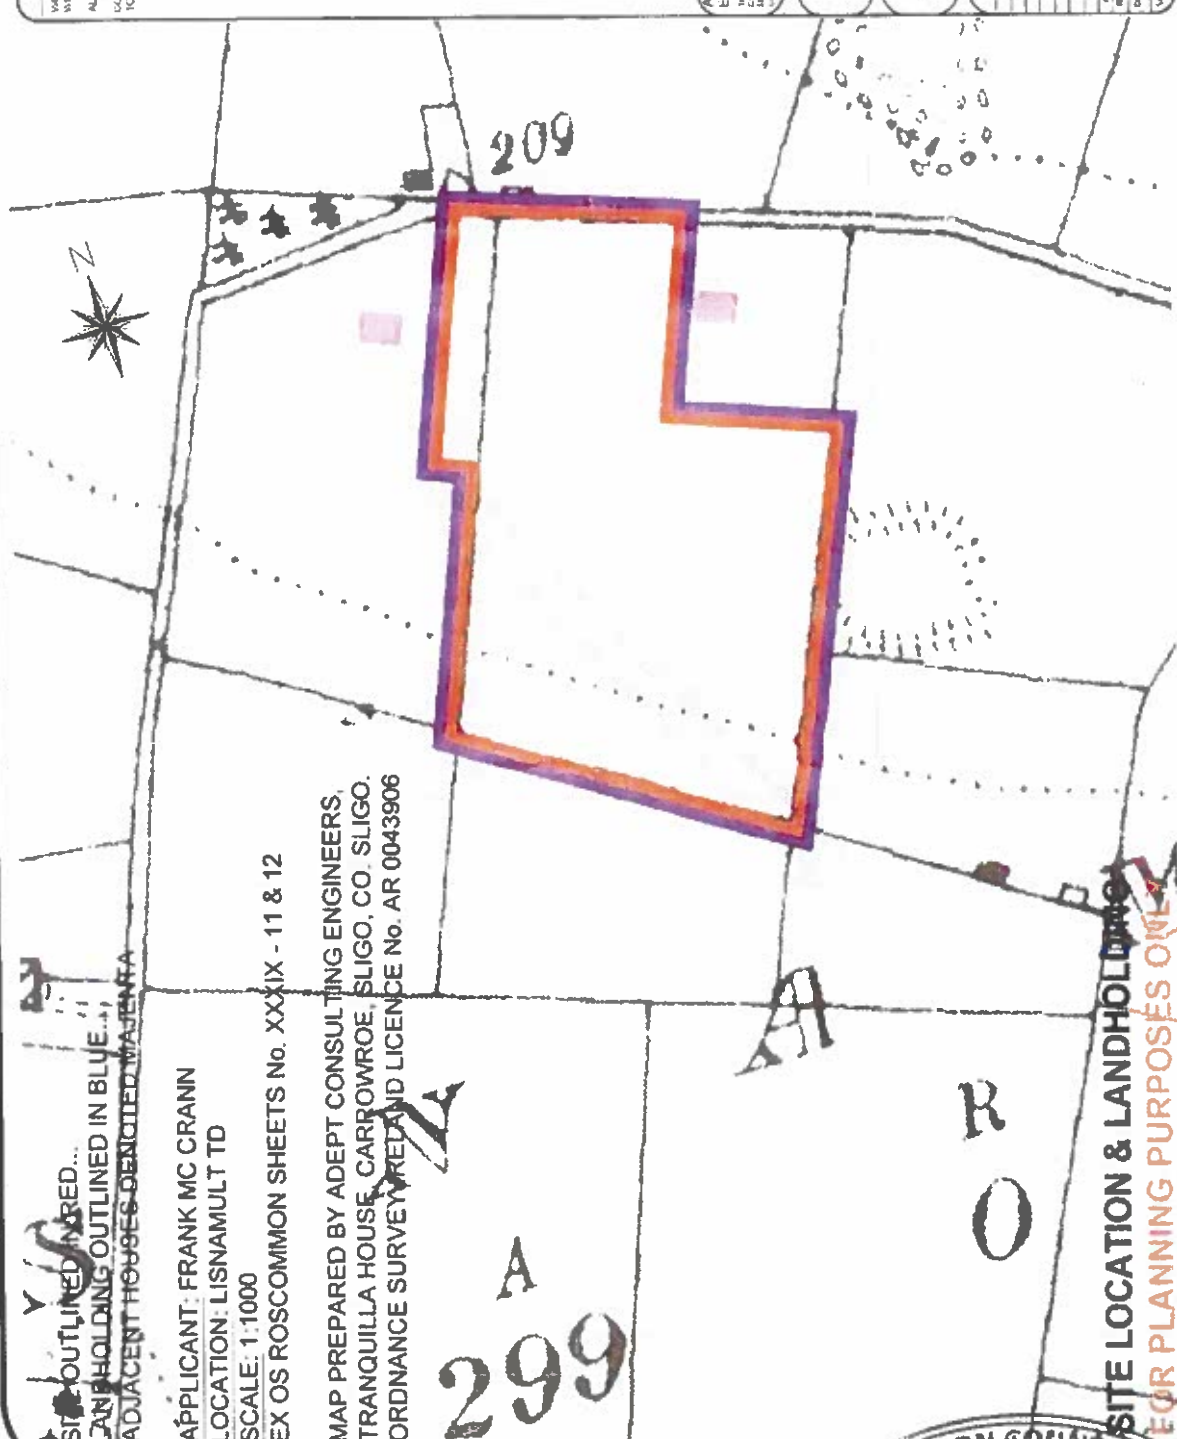 209
N
SITE OUTLINED IN RED...
LANDHOLDING OUTLINED IN BLUE...
ADJACENT HOUSES DENOTED MAJENTA
APPLICANT: FRANK MC CRANN
LOCATION: LISNAMULT TD
SCALE: 1:1000
EX OS ROSCOMMON SHEETS No. XXXIX - 11 & 12
MAP PREPARED BY ADEPT CONSULTING ENGINEERS,
TRANQUILLA HOUSE, CARROWROE, SLIGO, CO. SLIGO.
ORDNANCE SURVEY IRELAND LICENCE No. AR 0043906
A
R
O
A
299
SITE LOCATION & LANDHOLDING
FOR PLANNING PURPOSES ONL